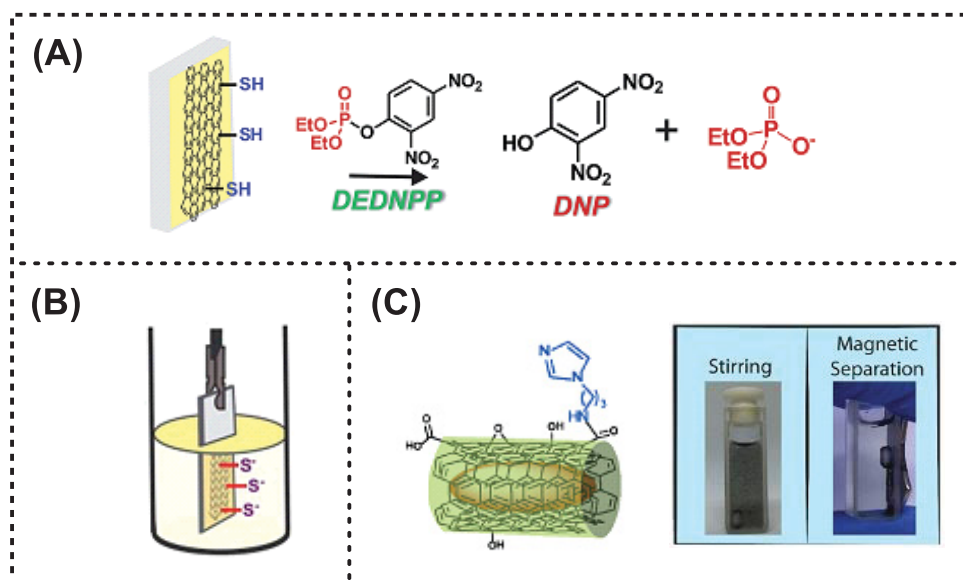 (A)
SH
SH
SH
EtO
EtO
P
O
O
NO₂
NO₂
DEDNPP
HO
NO₂
NO₂
DNP
+
EtO
EtO
P
O
O⁻
(B)
S⁻
S⁻
S⁻
(C)
N
N
( )₃
HN
O
HO
O
O
OH
OH
Stirring
Magnetic
Separation